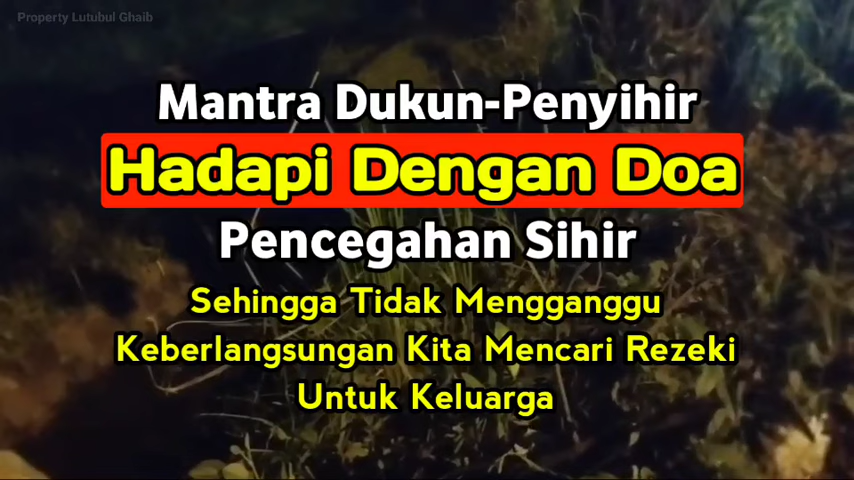 Property Lutubul Ghaib
Mantra Dukun-Penyihir
Hadapi Dengan Doa
Pencegahan Sihir
Sehingga Tidak Mengganggu
Keberlangsungan Kita Mencari Rezeki
Untuk Keluarga